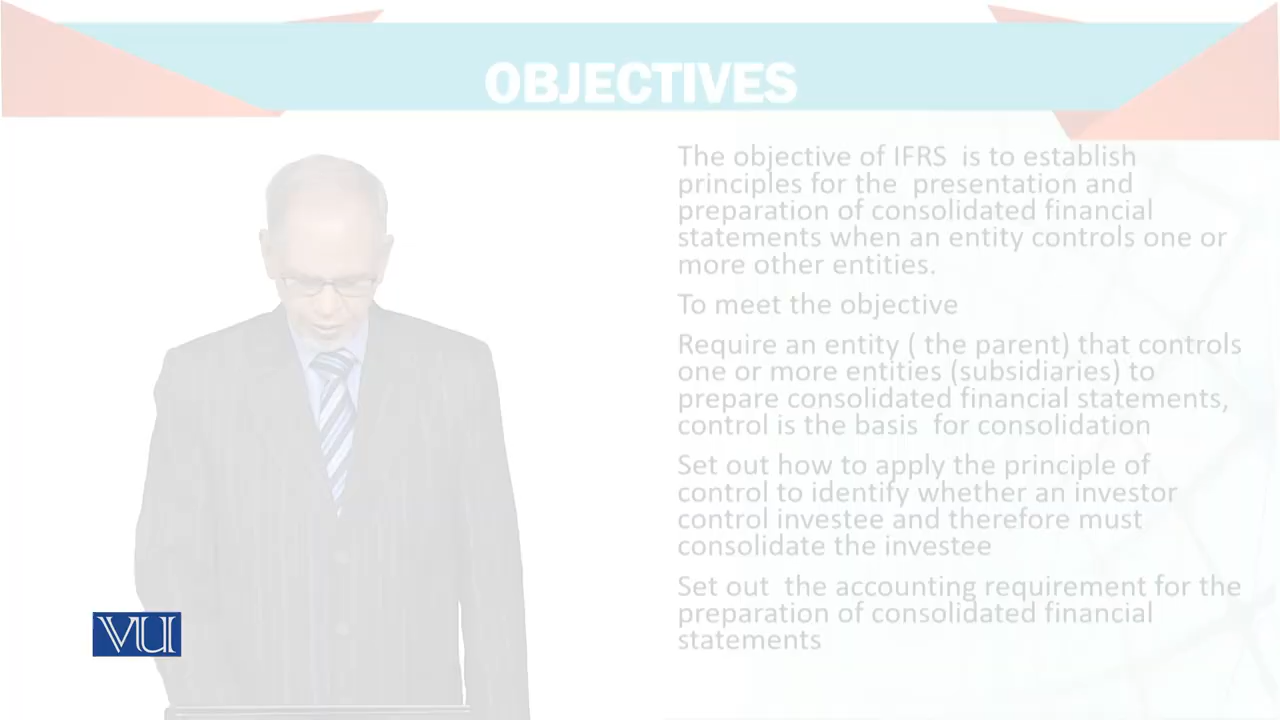 OBJECTIVES
The objective of IFRS is to establish
principles for the presentation and
preparation of consolidated financial
statements when an entity controls one or
more other entities.
To meet the objective
Require an entity ( the parent) that controls
one or more entities (subsidiaries) to
prepare consolidated financial statements,
control is the basis for consolidation
Set out how to apply the principle of
control to identify whether an investor
control investee and therefore must
consolidate the investee
Set out the accounting requirement for the
preparation of consolidated financial
statements
VU